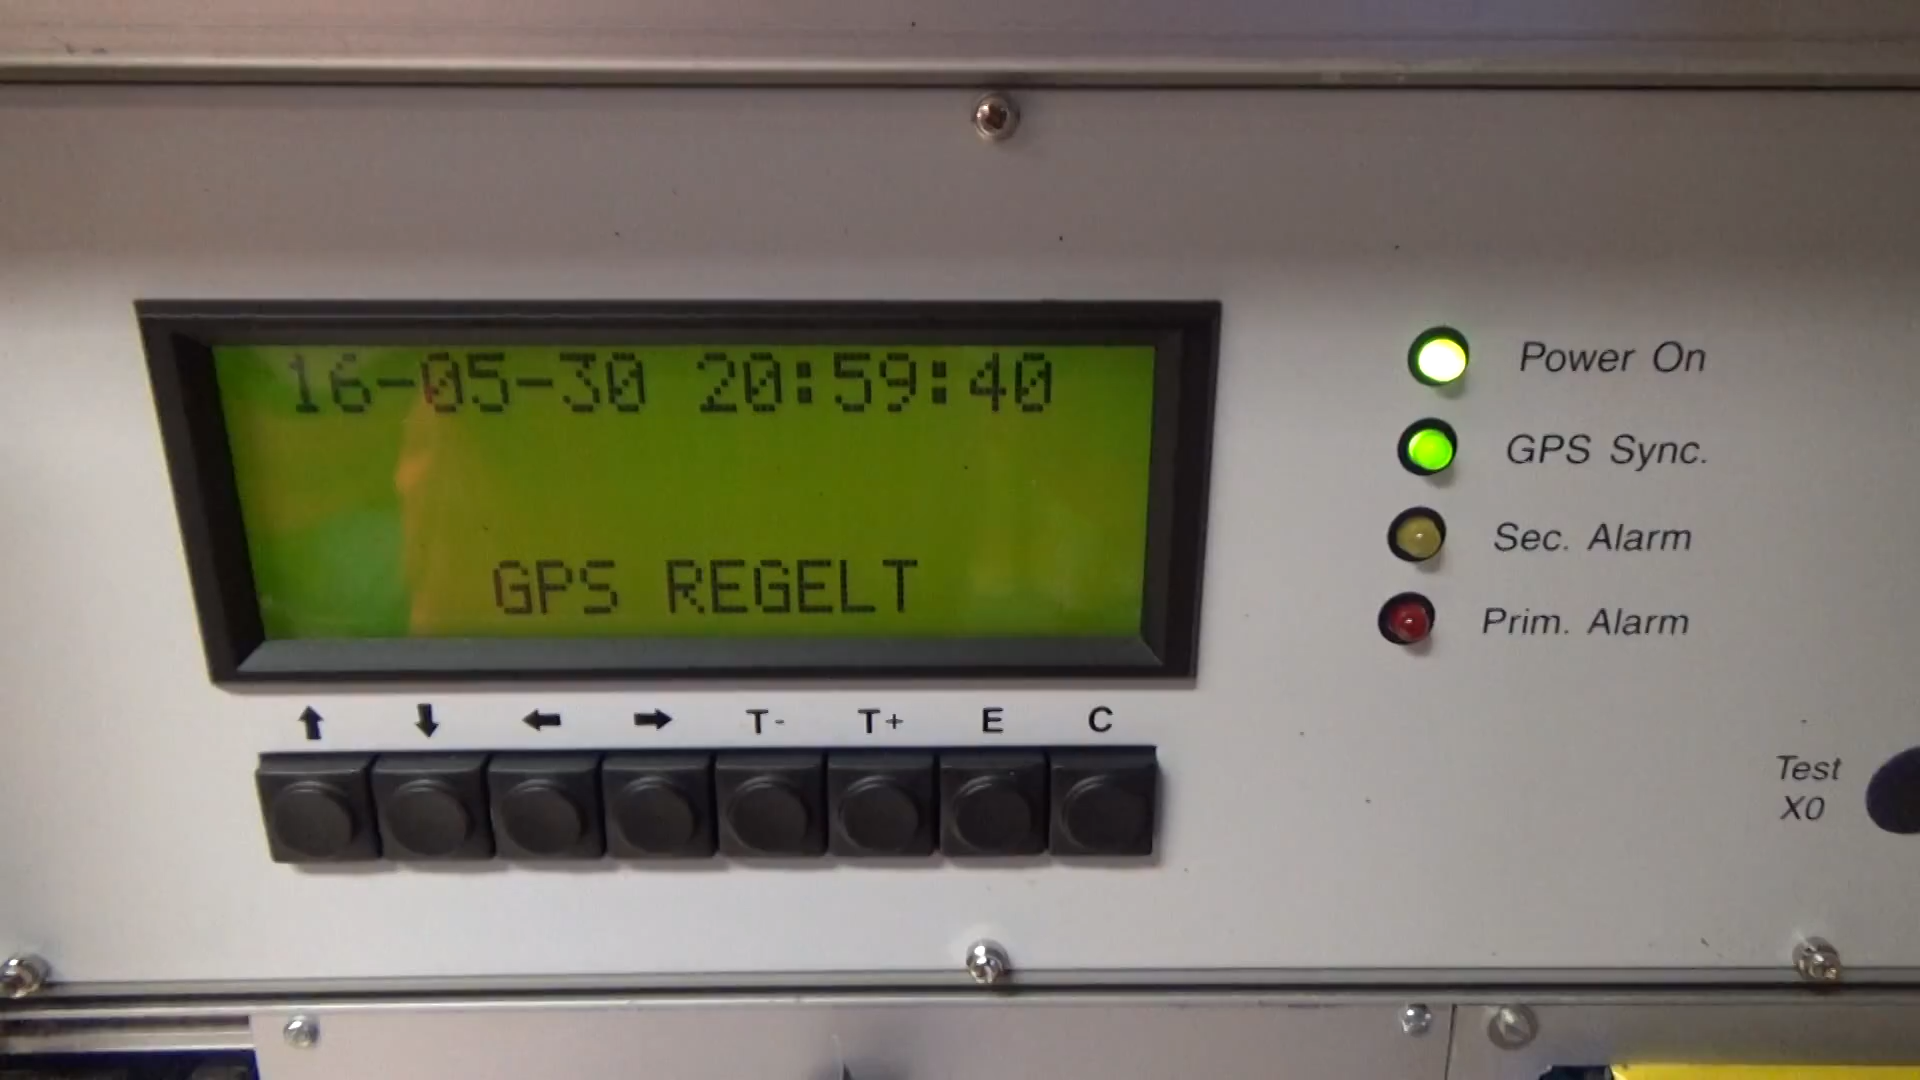 16-05-30 20:59:40
GPS REGELT
Power On
GPS Sync.
Sec. Alarm
Prim. Alarm
T- T+ E C
Test
X0